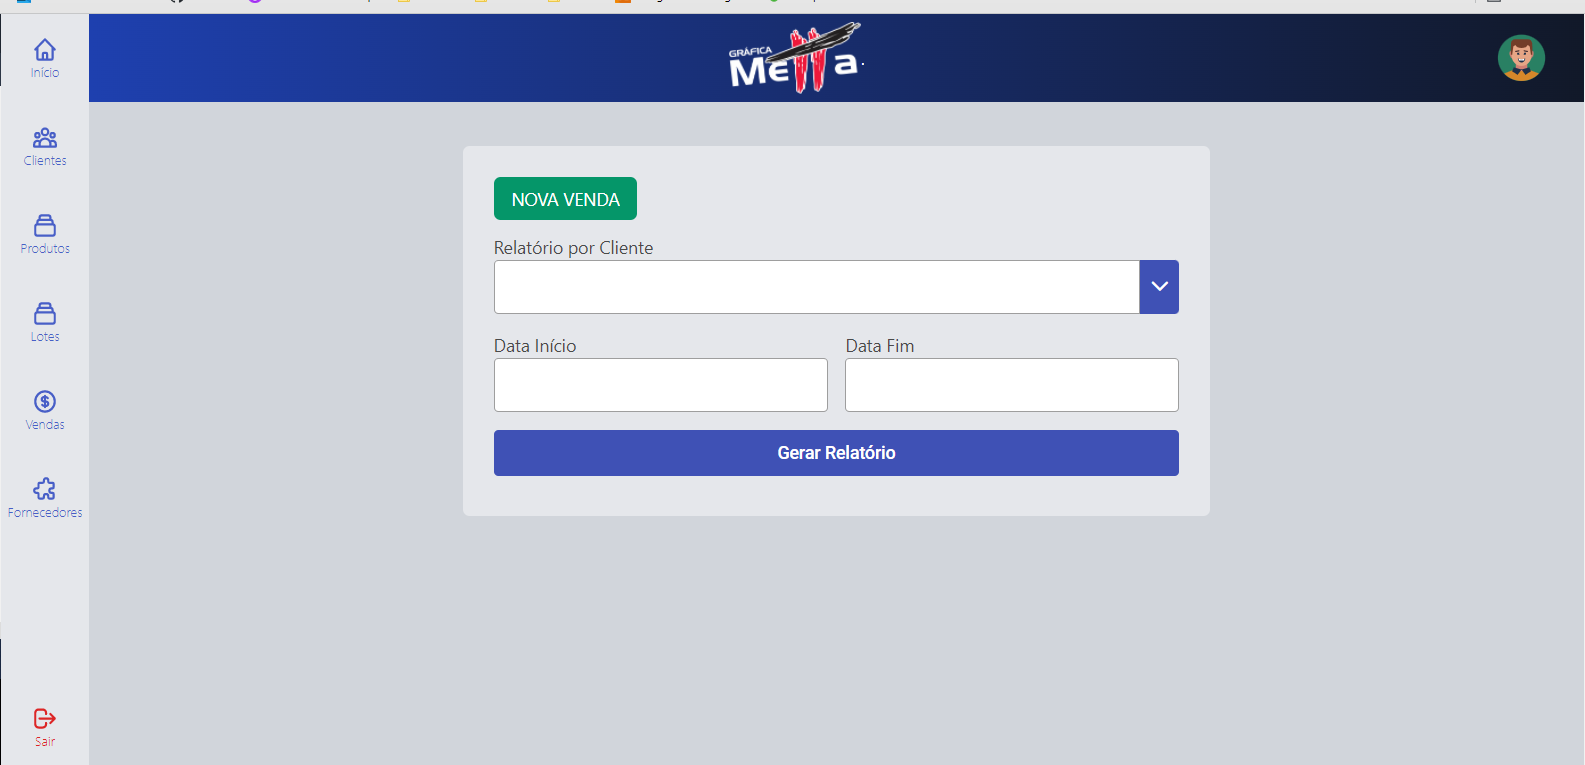 Início
Clientes
Produtos
Lotes
Vendas
Fornecedores
Sair
GRÁFICA
Metta
NOVA VENDA
Relatório por Cliente
Data Início
Data Fim
Gerar Relatório